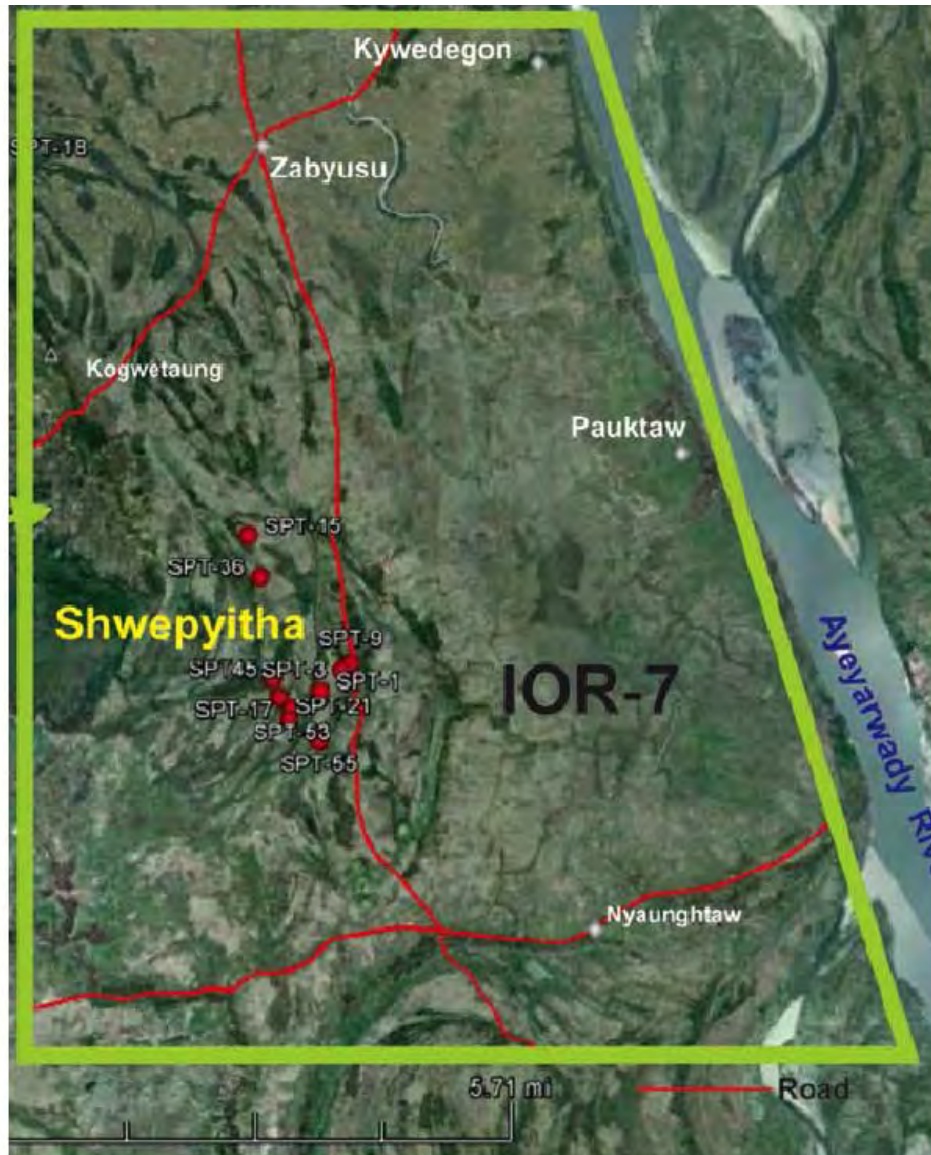 Kywedegon
SPT-18
Zabyusu
Kogwetaung
Pauktaw
SPT-15
SPT-36
Shwepyitha
SPT-9
SPT45
SPT-3
SPT-1
IOR-7
SPT-17
SPT-21
SPT-53
SPT-55
Ayeyarwady
Nyaunghtaw
5.71 mi
Road